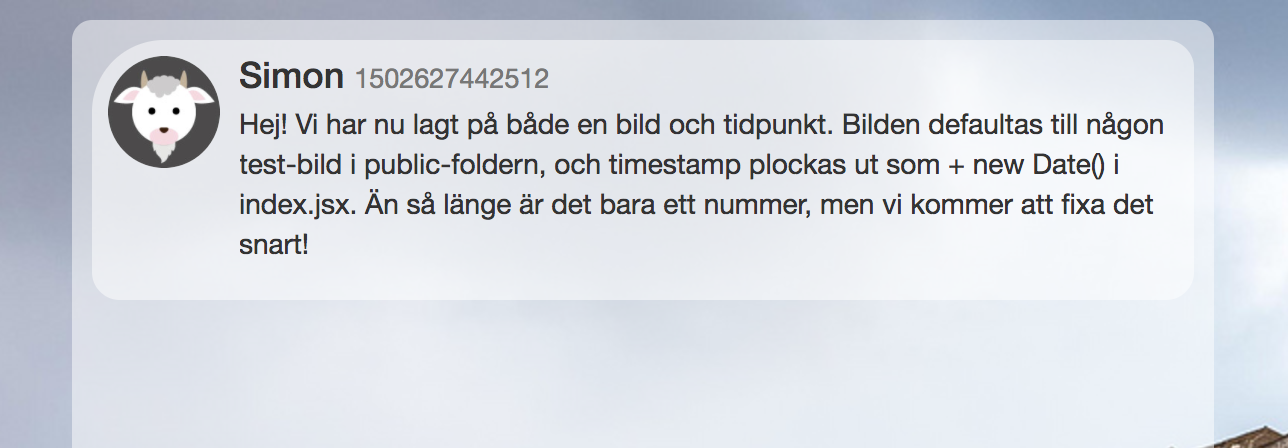 Simon 1502627442512
Hej! Vi har nu lagt på både en bild och tidpunkt. Bilden defaultas till någon
test-bild i public-foldern, och timestamp plockas ut som + new Date() i
index.jsx. Än så länge är det bara ett nummer, men vi kommer att fixa det
snart!